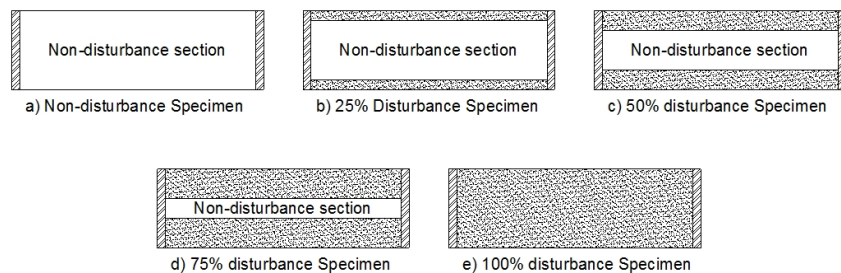 Non-disturbance section
a) Non-disturbance Specimen
Non-disturbance section
b) 25% Disturbance Specimen
Non-disturbance section
c) 50% disturbance Specimen
Non-disturbance section
d) 75% disturbance Specimen
e) 100% disturbance Specimen